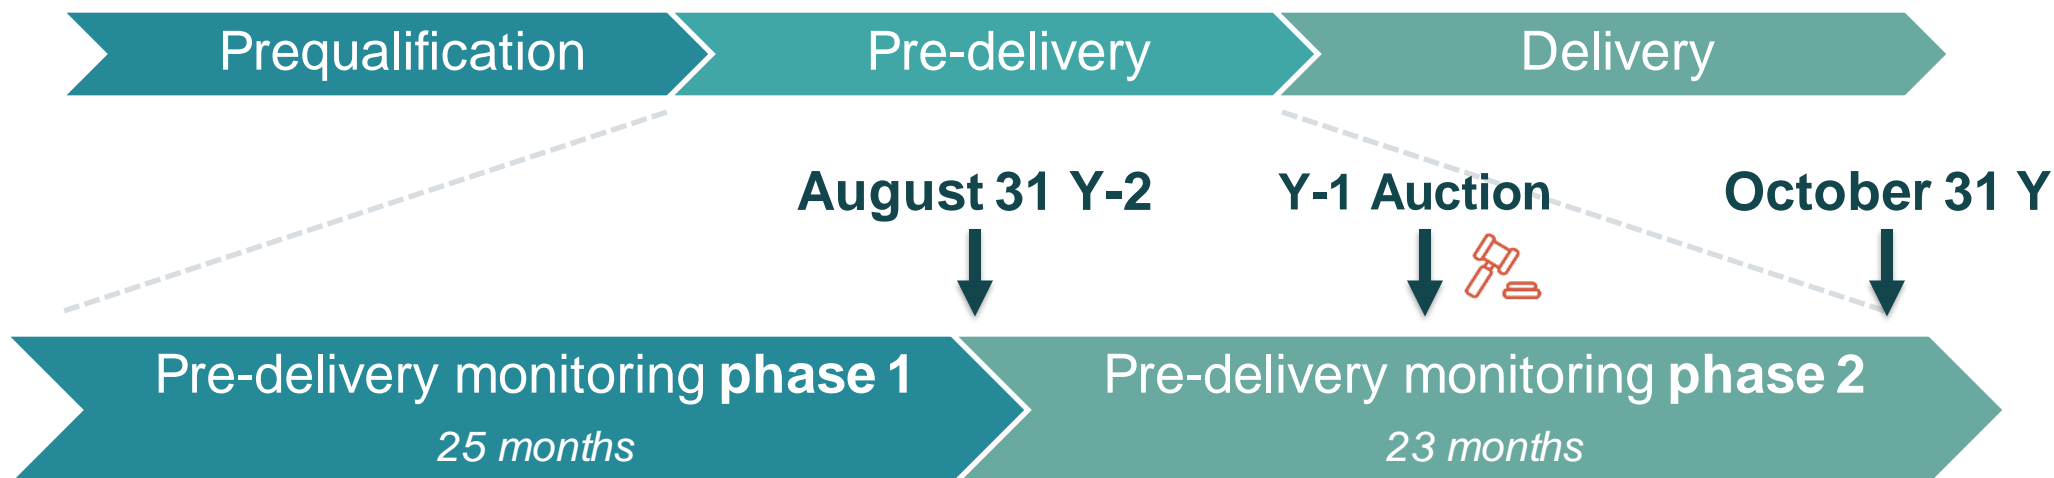 Prequalification
Pre-delivery
Delivery
August 31 Y-2
Y-1 Auction
October 31 Y
Pre-delivery monitoring phase 1
25 months
Pre-delivery monitoring phase 2
23 months